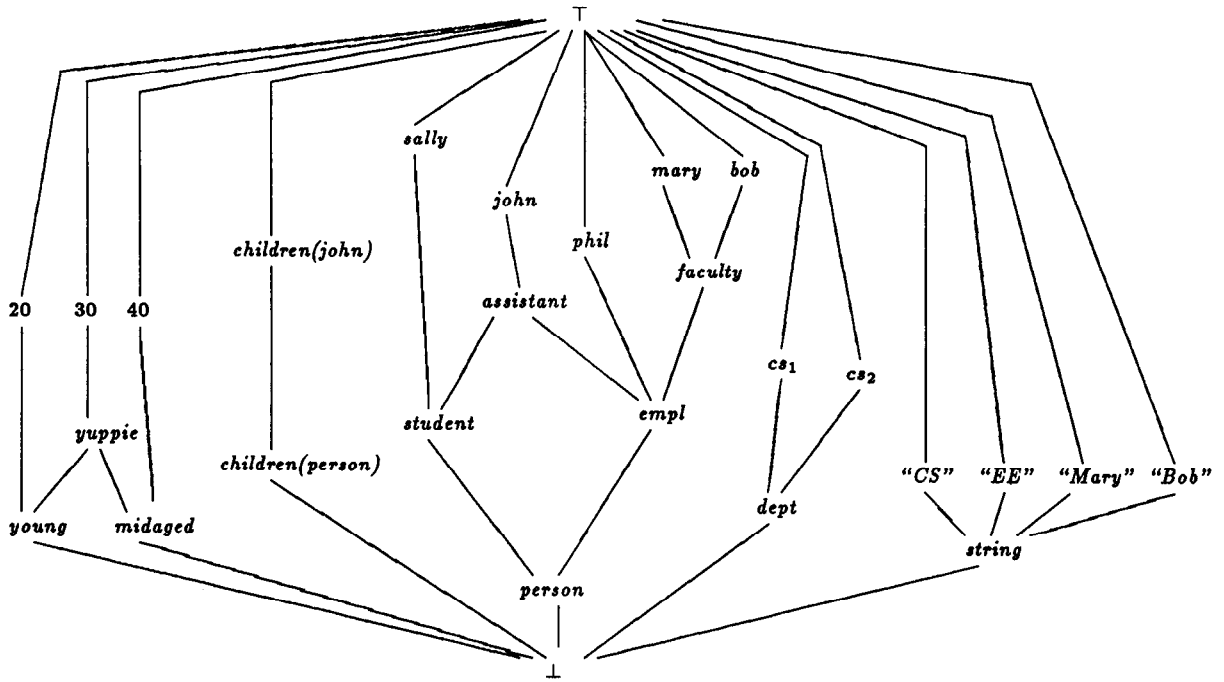 ⊤
sally
mary bob
john
phil
children(john)
faculty
20 30 40
assistant
cs₁ cs₂
student
empl
yuppie
children(person)
"CS" "EE" "Mary" "Bob"
dept
young midaged
string
person
⊥